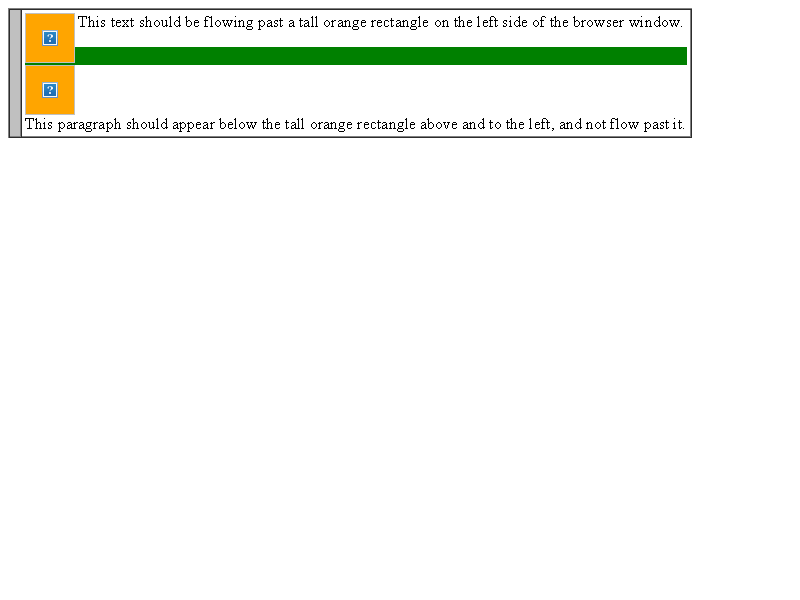 This text should be flowing past a tall orange rectangle on the left side of the browser window.
This paragraph should appear below the tall orange rectangle above and to the left, and not flow past it.